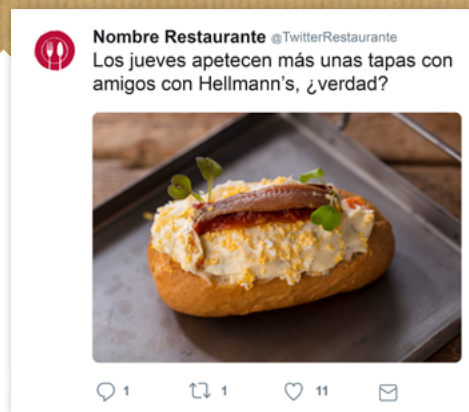 Nombre Restaurante @TwitterRestaurante
Los jueves apetecen más unas tapas con
amigos con Hellmann's, ¿verdad?
1 1 11